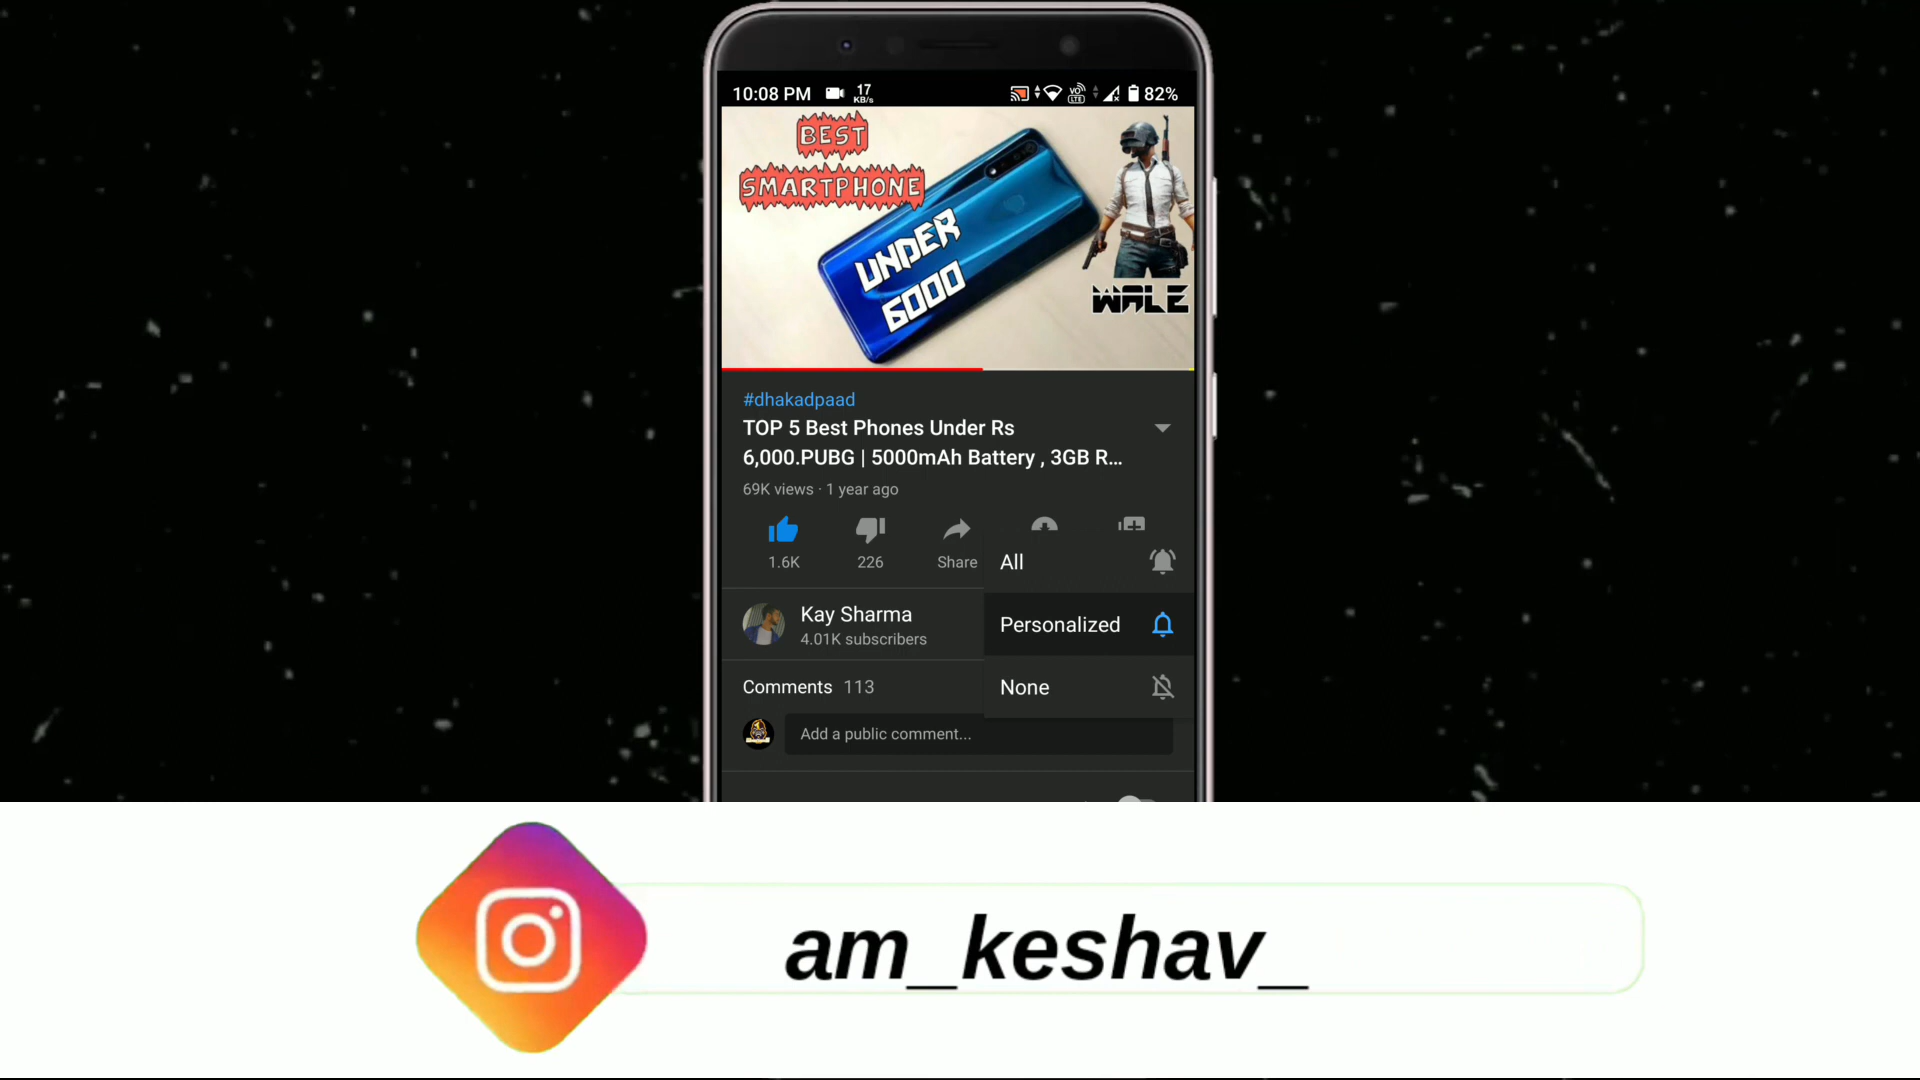 10:08 PM 17 KB/s VO LTE 82%
BEST
SMARTPHONE
UNDER
6000
WALE
#dhakadpaad
TOP 5 Best Phones Under Rs
6,000.PUBG | 5000mAh Battery , 3GB R...
69K views · 1 year ago
1.6K 226 Share
All
Kay Sharma
4.01K subscribers
Personalized
Comments 113
None
Add a public comment...
am_keshav_